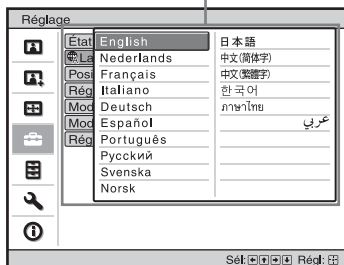 Réglage
État
La
Posi
Rég
Mod
Mod
Rég
English
Nederlands
Français
Italiano
Deutsch
Español
Português
Русский
Svenska
Norsk
日本語
中文(简体字)
中文(繁體字)
한국어
ภาษาไทย
عربي
Sél: Régl: